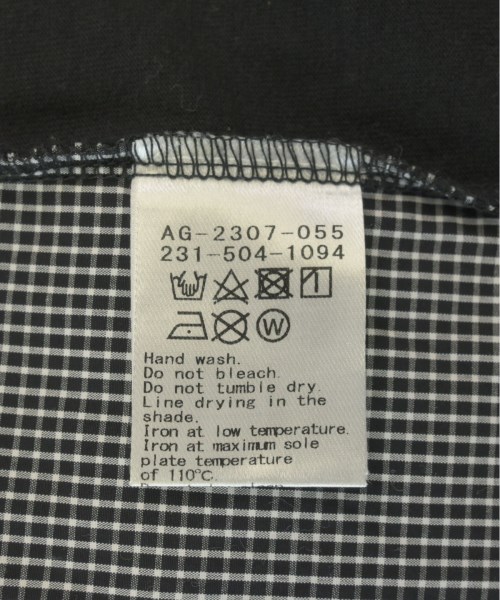 AG-2307-055
231-504-1094
W
Hand wash.
Do not bleach.
Do not tumble dry.
Line drying in the
shade.
Iron at low temperature.
Iron at maximum sole
plate temperature
of 110℃.